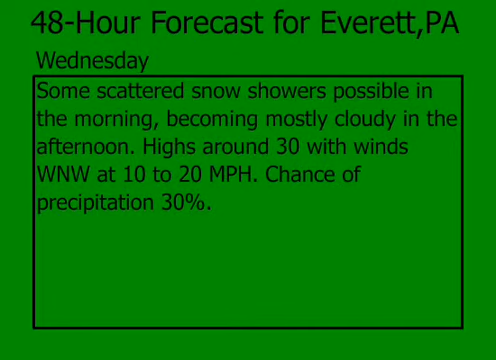 48-Hour Forecast for Everett,PA
Wednesday
Some scattered snow showers possible in
the morning, becoming mostly cloudy in the
afternoon. Highs around 30 with winds
WNW at 10 to 20 MPH. Chance of
precipitation 30%.